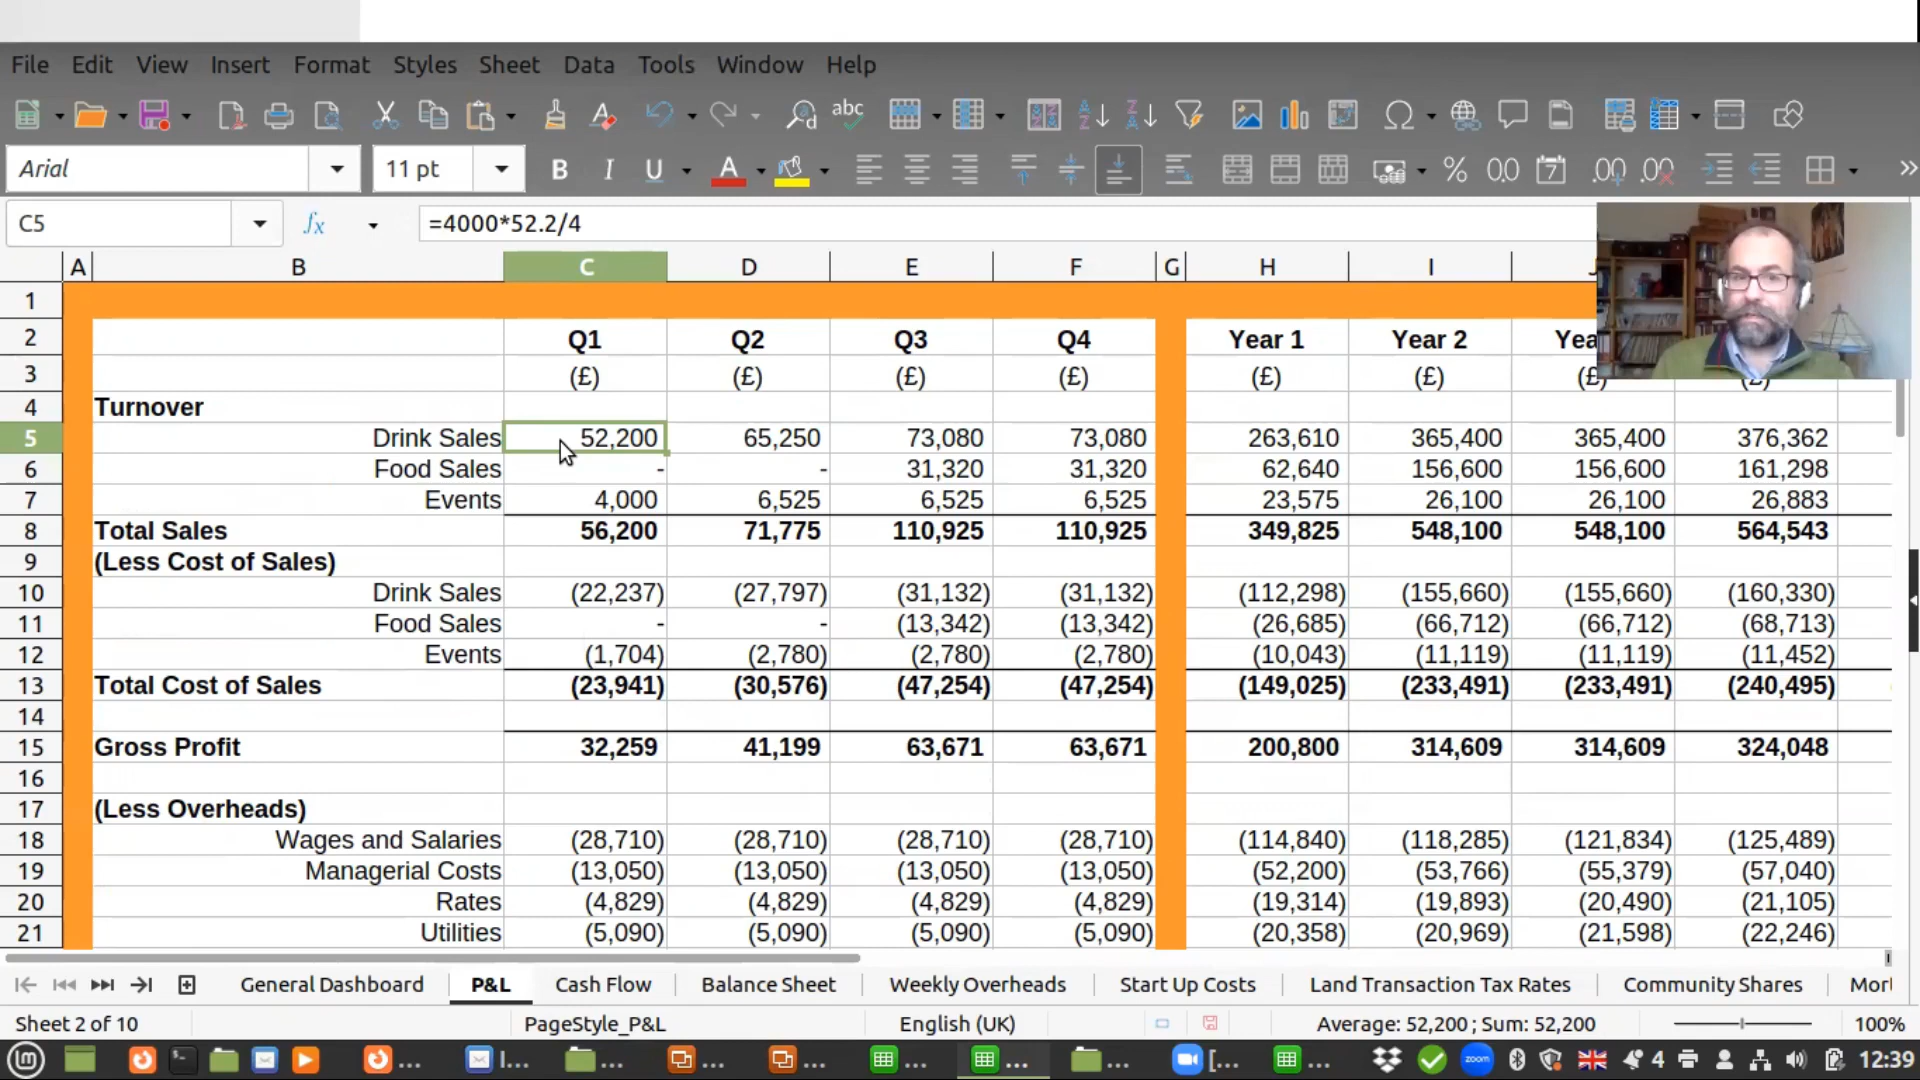 File Edit View Insert Format Styles Sheet Data Tools Window Help
abc
Arial 11 pt B I U A % 0.0 7 .00 .00 »
C5 fx =4000*52.2/4
A B C D E F G H I
1
2 Q1 Q2 Q3 Q4 Year 1 Year 2 Yea
3 (£) (£) (£) (£) (£) (£) (£) (£)
4 Turnover
5 Drink Sales 52,200 65,250 73,080 73,080 263,610 365,400 365,400 376,362
6 Food Sales - - 31,320 31,320 62,640 156,600 156,600 161,298
7 Events 4,000 6,525 6,525 6,525 23,575 26,100 26,100 26,883
8 Total Sales 56,200 71,775 110,925 110,925 349,825 548,100 548,100 564,543
9 (Less Cost of Sales)
10 Drink Sales (22,237) (27,797) (31,132) (31,132) (112,298) (155,660) (155,660) (160,330)
11 Food Sales - - (13,342) (13,342) (26,685) (66,712) (66,712) (68,713)
12 Events (1,704) (2,780) (2,780) (2,780) (10,043) (11,119) (11,119) (11,452)
13 Total Cost of Sales (23,941) (30,576) (47,254) (47,254) (149,025) (233,491) (233,491) (240,495)
14
15 Gross Profit 32,259 41,199 63,671 63,671 200,800 314,609 314,609 324,048
16
17 (Less Overheads)
18 Wages and Salaries (28,710) (28,710) (28,710) (28,710) (114,840) (118,285) (121,834) (125,489)
19 Managerial Costs (13,050) (13,050) (13,050) (13,050) (52,200) (53,766) (55,379) (57,040)
20 Rates (4,829) (4,829) (4,829) (4,829) (19,314) (19,893) (20,490) (21,105)
21 Utilities (5,090) (5,090) (5,090) (5,090) (20,358) (20,969) (21,598) (22,246)
General Dashboard P&L Cash Flow Balance Sheet Weekly Overheads Start Up Costs Land Transaction Tax Rates Community Shares Mort
Sheet 2 of 10 PageStyle_P&L English (UK) Average: 52,200 ; Sum: 52,200 100%
... I... ... ... ... ... ... ... [... ... zoom 4 12:39